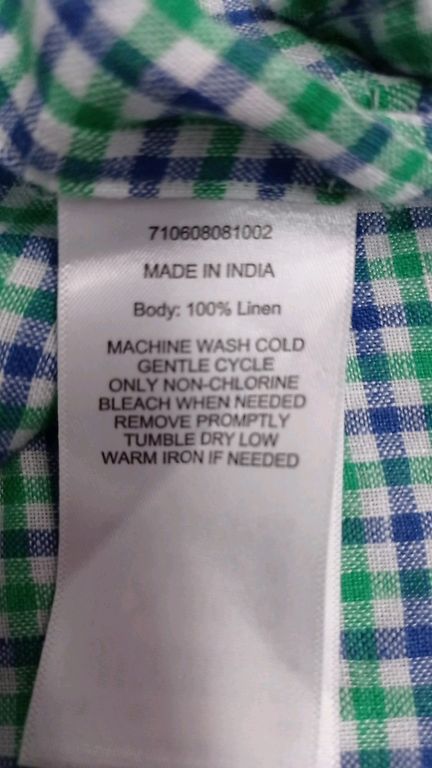 710608081002
MADE IN INDIA
Body: 100% Linen
MACHINE WASH COLD
GENTLE CYCLE
ONLY NON-CHLORINE
BLEACH WHEN NEEDED
REMOVE PROMPTLY
TUMBLE DRY LOW
WARM IRON IF NEEDED